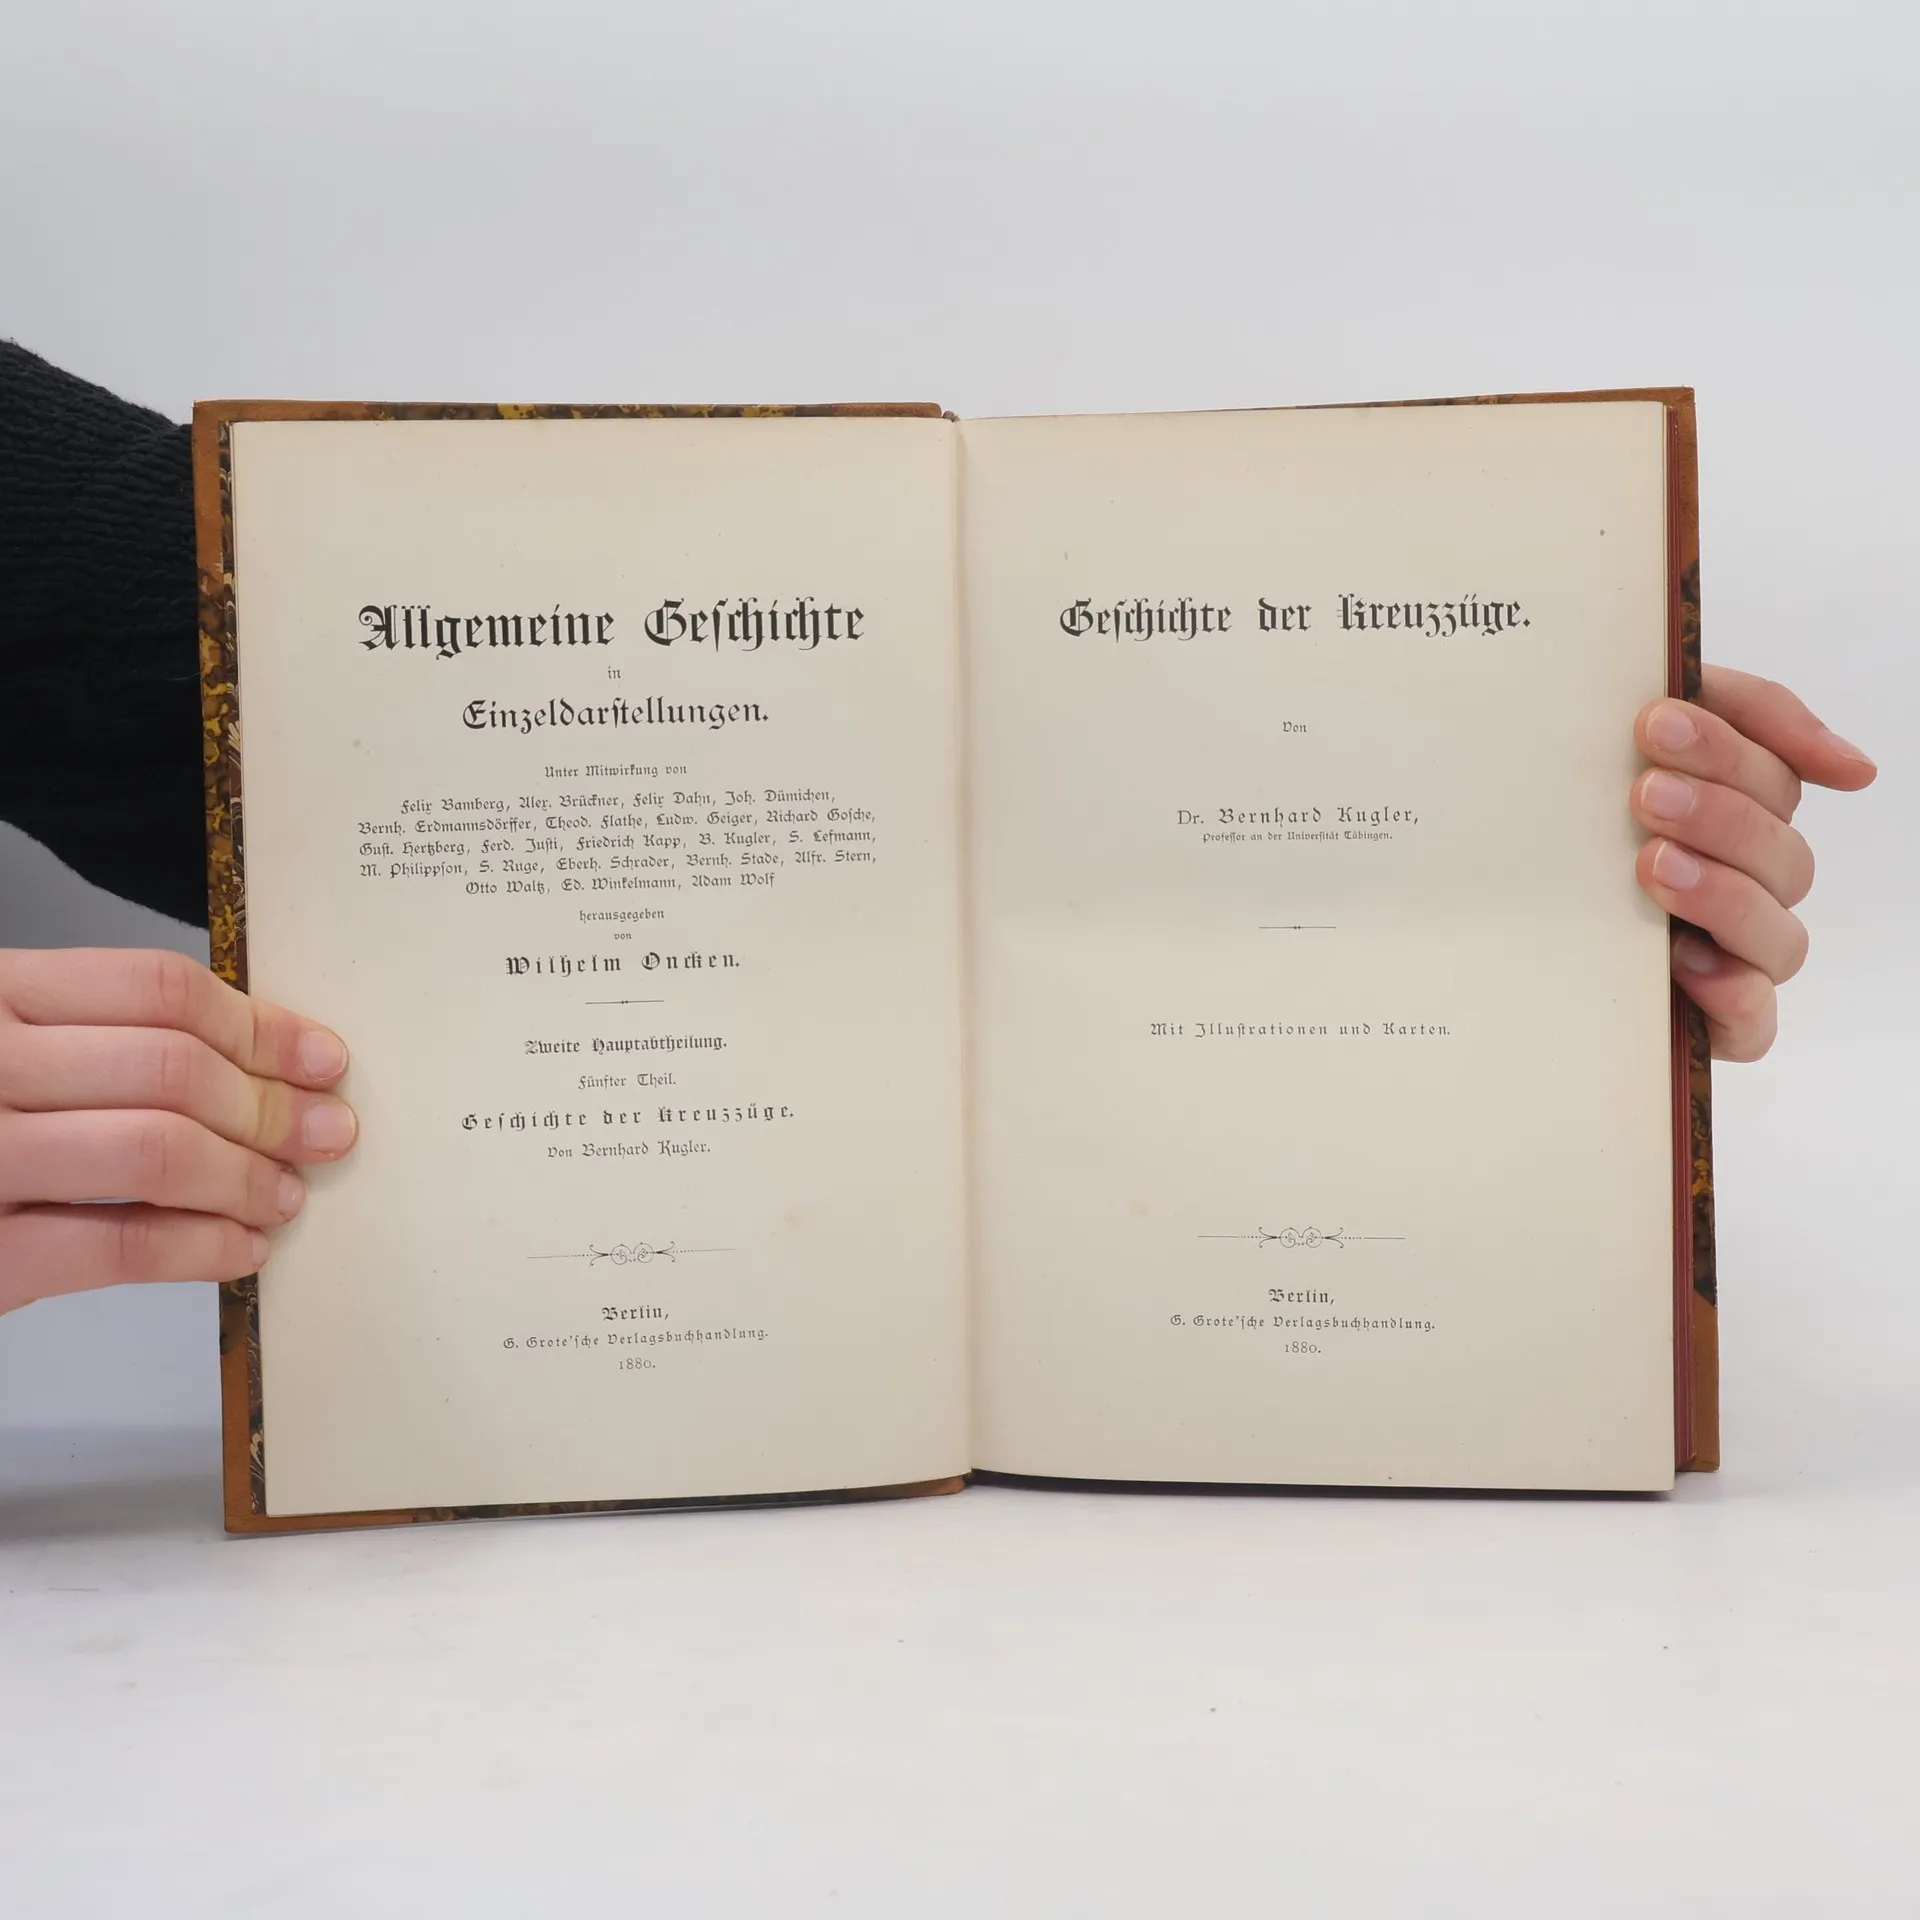 Allgemeine Geschichte
in
Einzeldarstellungen.
Unter Mitwirkung von
Felix Bamberg, Alex. Brückner, Felix Dahn, Joh. Dümichen,
Bernh. Erdmannsdörffer, Theod. Flathe, Ludw. Geiger, Richard Gosche,
Gust. Hertzberg, Ferd. Justi, Friedrich Kapp, B. Kugler, S. Lefmann,
M. Philippson, S. Ruge, Eberh. Schrader, Bernh. Stade, Alfr. Stern,
Otto Waltz, Ed. Winkelmann, Adam Wolf
herausgegeben
von
Wilhelm Oncken.
Zweite Hauptabtheilung.
Fünfter Theil.
Geschichte der Kreuzzüge.
Von Bernhard Kugler.
Berlin,
G. Grote'sche Verlagsbuchhandlung.
1880.
Geschichte der Kreuzzüge.
Von
Dr. Bernhard Kugler,
Professor an der Universität Tübingen.
Mit Illustrationen und Karten.
Berlin,
G. Grote'sche Verlagsbuchhandlung.
1880.